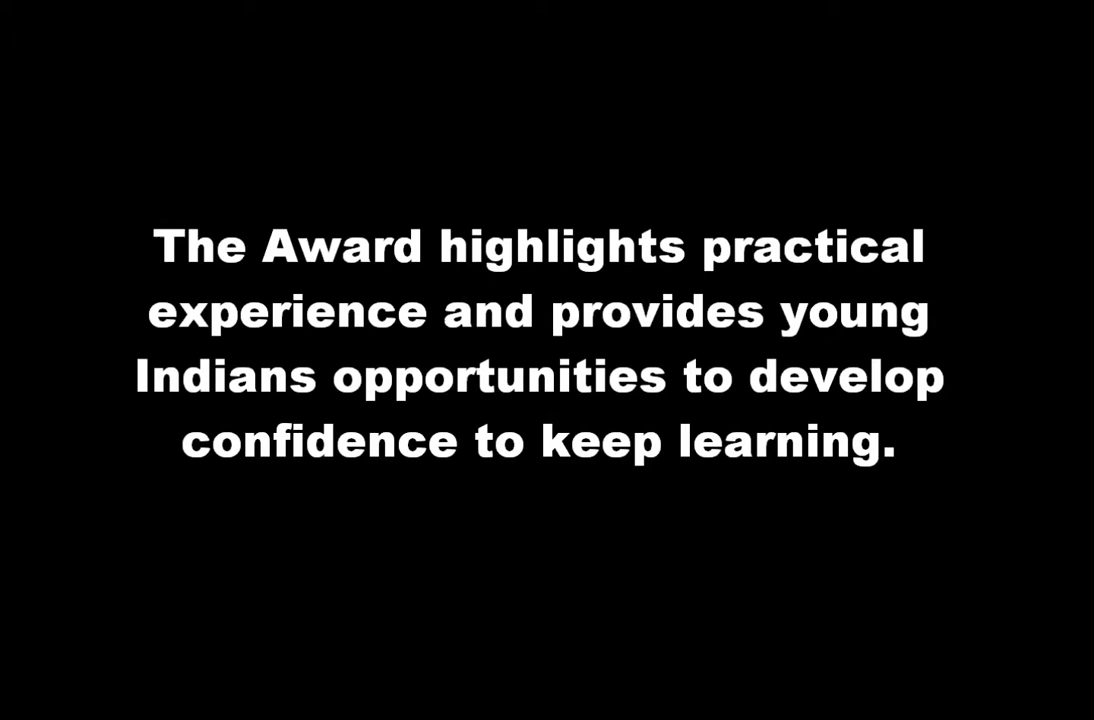 The Award highlights practical
experience and provides young
Indians opportunities to develop
confidence to keep learning.